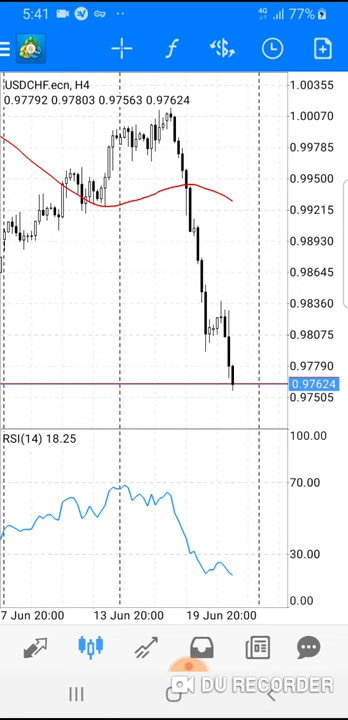 5:41 4G 77%
USDCHF.ecn, H4
0.97792 0.97803 0.97563 0.97624
1.00355
1.00070
0.99785
0.99500
0.99215
0.98930
0.98645
0.98360
0.98075
0.97790
0.97624
0.97505
RSI(14) 18.25
100.00
70.00
30.00
0.00
7 Jun 20:00 13 Jun 20:00 19 Jun 20:00
DU RECORDER